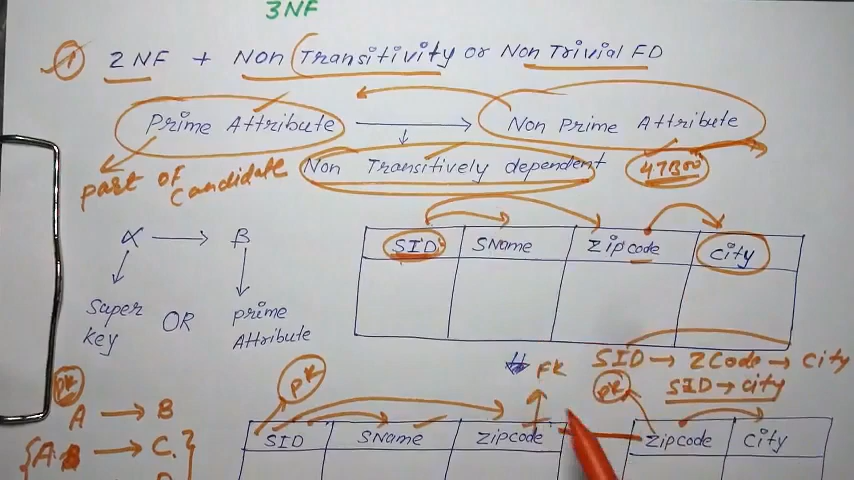 3NF
① 2NF + Non Transitivity or Non Trivial FD
Prime Attribute → Non Prime Attribute
part of Candidate
Non Transitively dependent
α → β
SID SName Zipcode City
Super Key OR prime Attribute
SID → ZCode → City
SID → City
PK
FK
PK
PK
A → B
SID SName Zipcode
Zipcode City